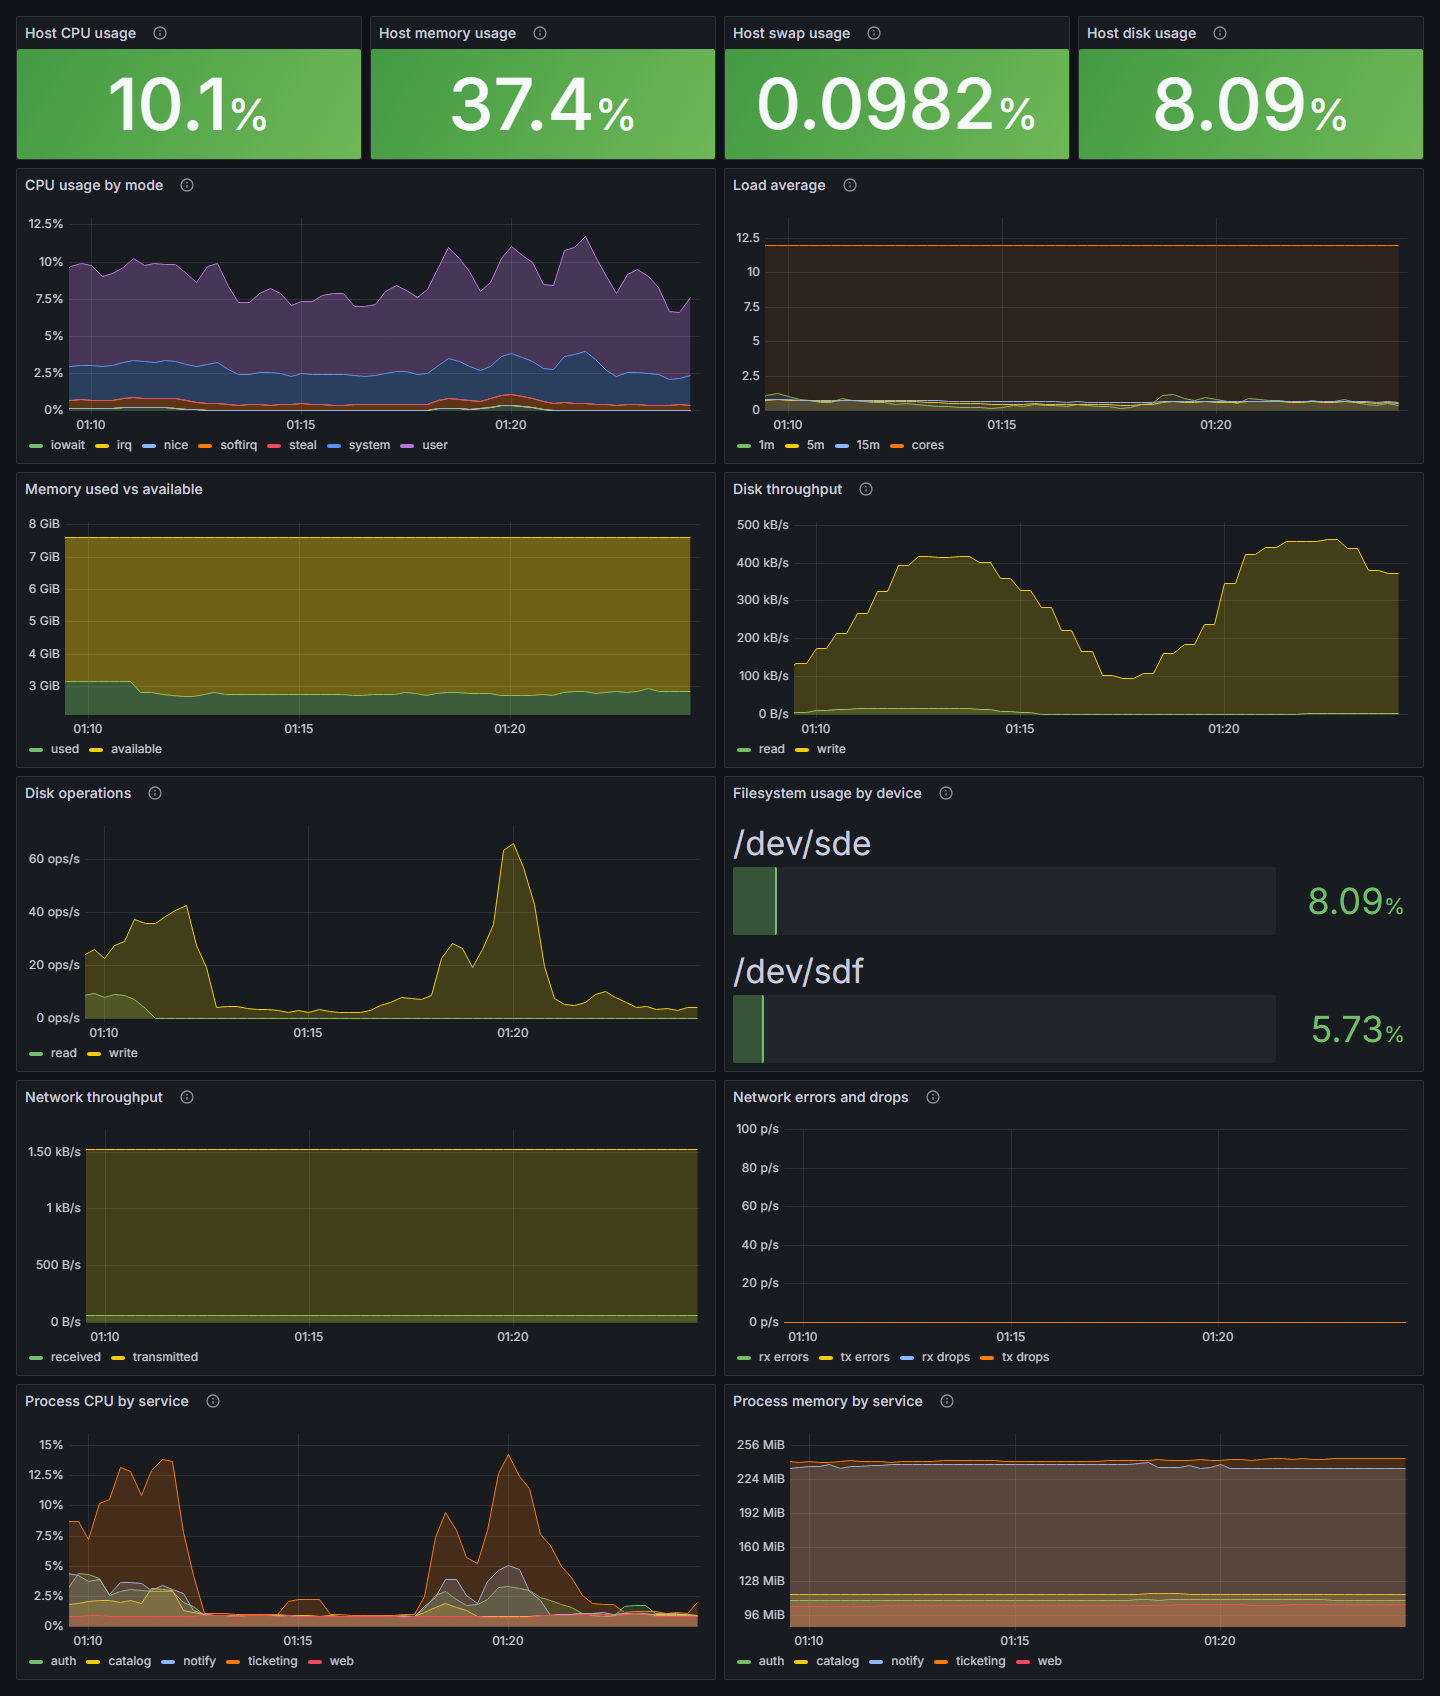 Host CPU usage
10.1%
Host memory usage
37.4%
Host swap usage
0.0982%
Host disk usage
8.09%
CPU usage by mode
12.5%
10%
7.5%
5%
2.5%
0%
01:10 01:15 01:20
iowait irq nice softirq steal system user
Load average
12.5
10
7.5
5
2.5
0
01:10 01:15 01:20
1m 5m 15m cores
Memory used vs available
8 GiB
7 GiB
6 GiB
5 GiB
4 GiB
3 GiB
01:10 01:15 01:20
used available
Disk throughput
500 kB/s
400 kB/s
300 kB/s
200 kB/s
100 kB/s
0 B/s
01:10 01:15 01:20
read write
Disk operations
60 ops/s
40 ops/s
20 ops/s
0 ops/s
01:10 01:15 01:20
read write
Filesystem usage by device
/dev/sde
8.09%
/dev/sdf
5.73%
Network throughput
1.50 kB/s
1 kB/s
500 B/s
0 B/s
01:10 01:15 01:20
received transmitted
Network errors and drops
100 p/s
80 p/s
60 p/s
40 p/s
20 p/s
0 p/s
01:10 01:15 01:20
rx errors tx errors rx drops tx drops
Process CPU by service
15%
12.5%
10%
7.5%
5%
2.5%
0%
01:10 01:15 01:20
auth catalog notify ticketing web
Process memory by service
256 MiB
224 MiB
192 MiB
160 MiB
128 MiB
96 MiB
01:10 01:15 01:20
auth catalog notify ticketing web